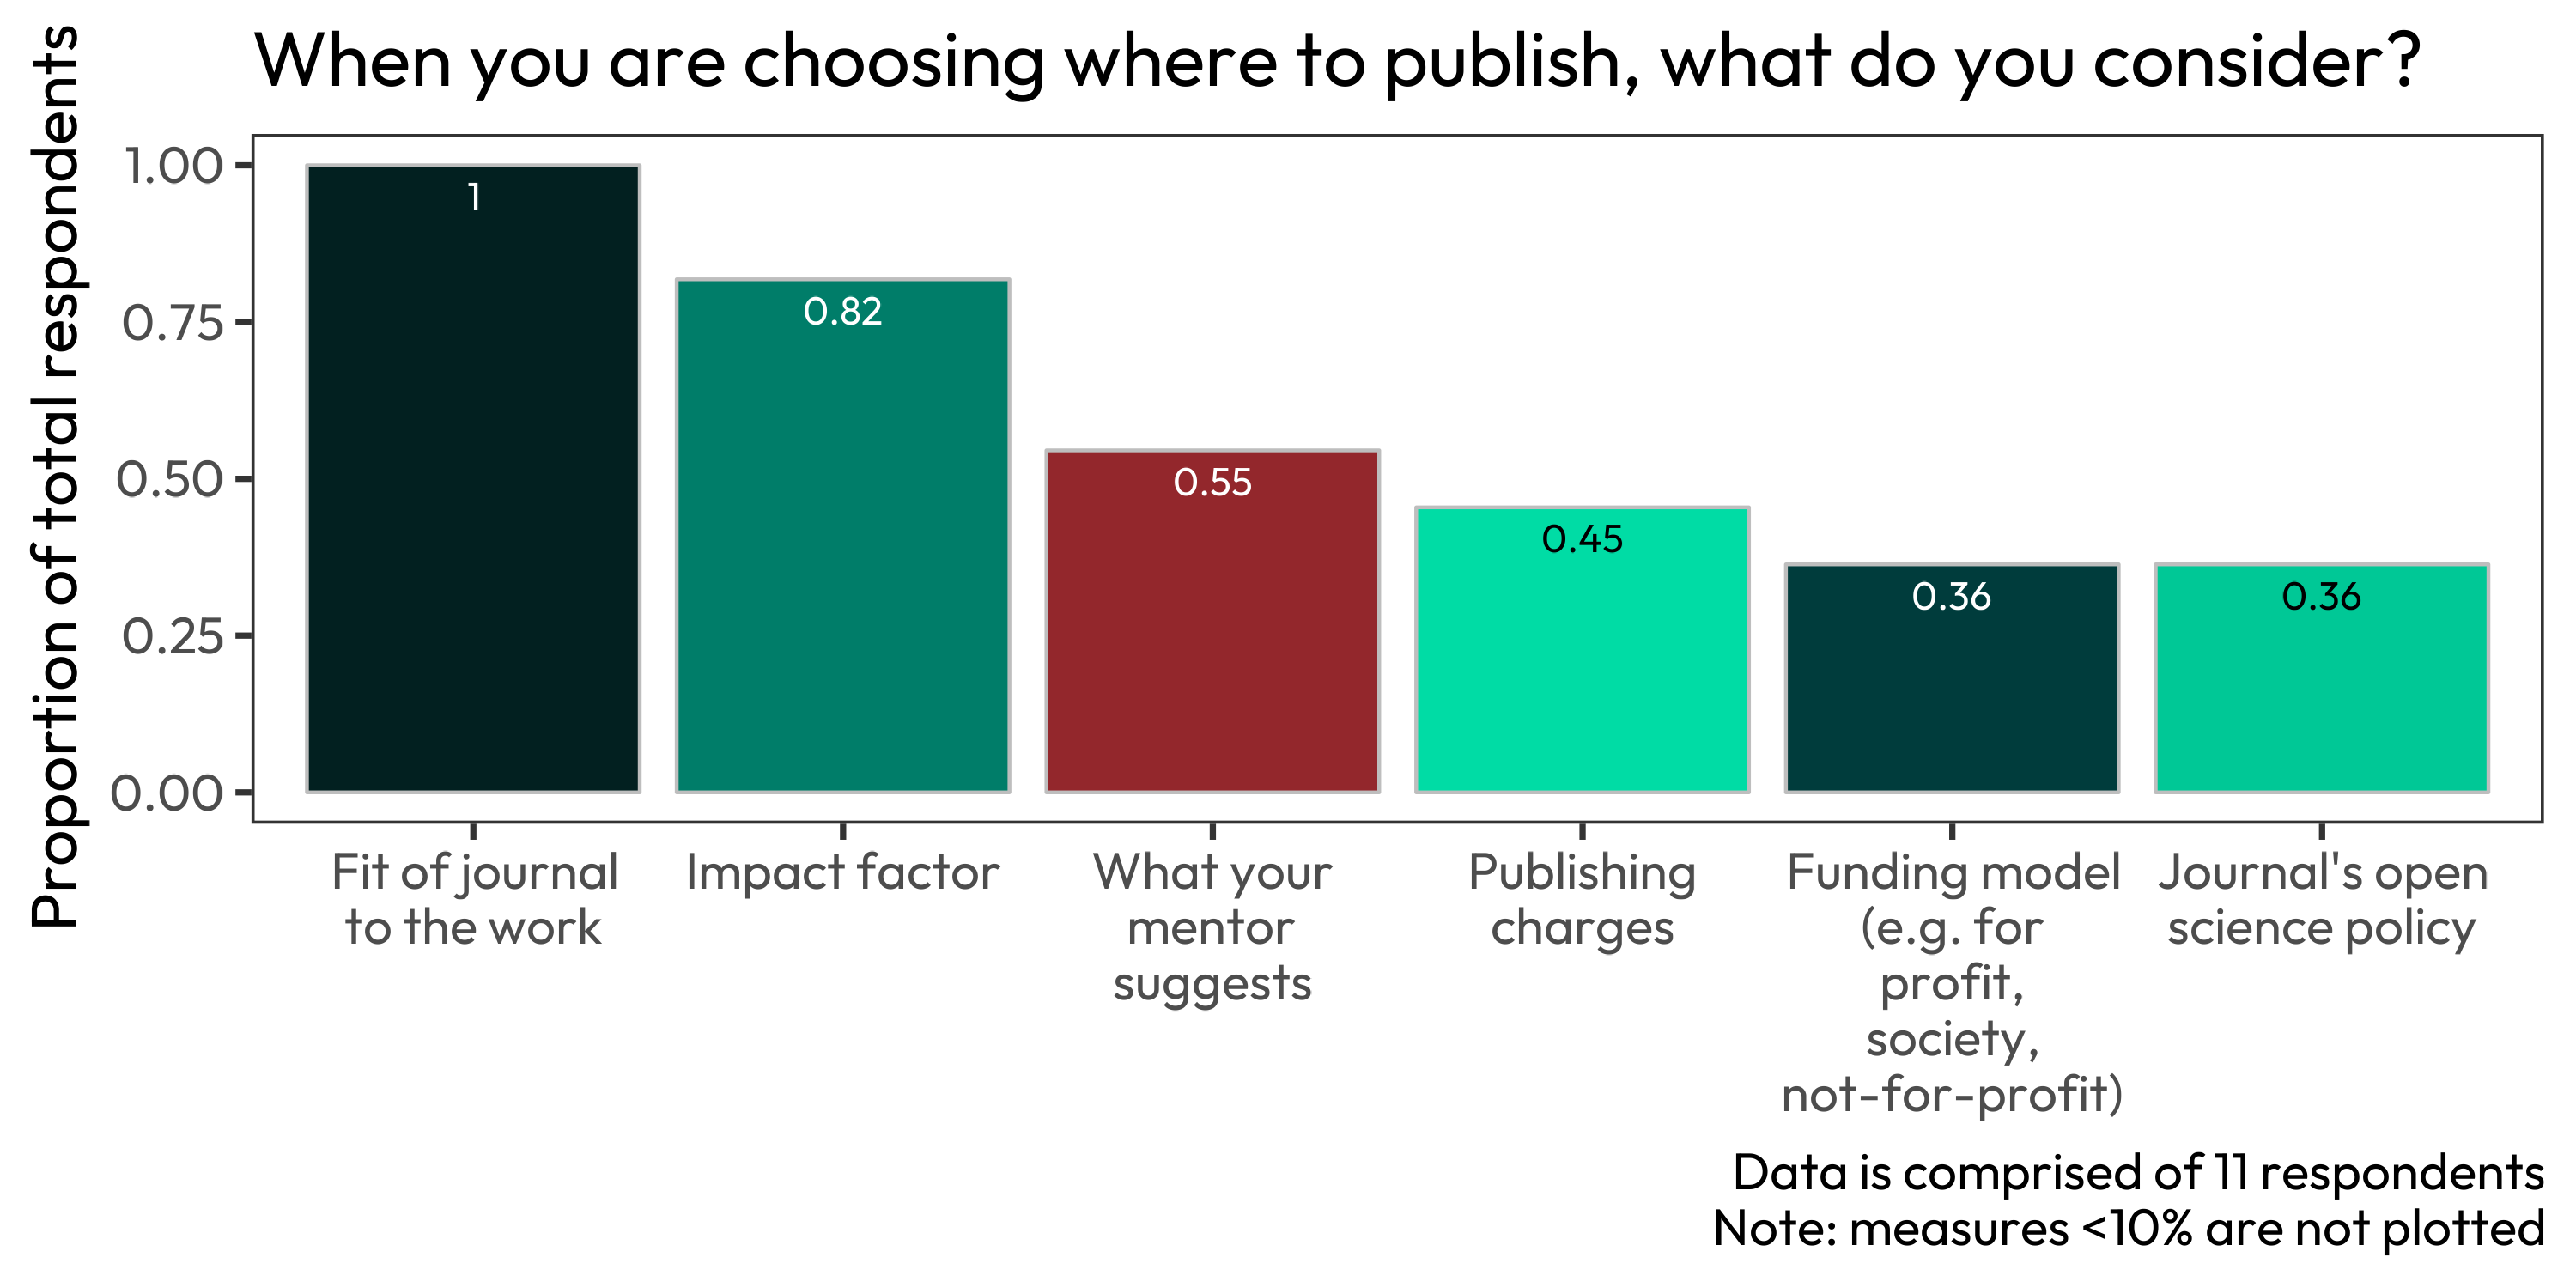 When you are choosing where to publish, what do you consider?
Proportion of total respondents
1.00
0.75
0.50
0.25
0.00
1
0.82
0.55
0.45
0.36
0.36
Fit of journal
to the work
Impact factor
What your
mentor
suggests
Publishing
charges
Funding model
(e.g. for
profit,
society,
not-for-profit)
Journal's open
science policy
Data is comprised of 11 respondents
Note: measures <10% are not plotted